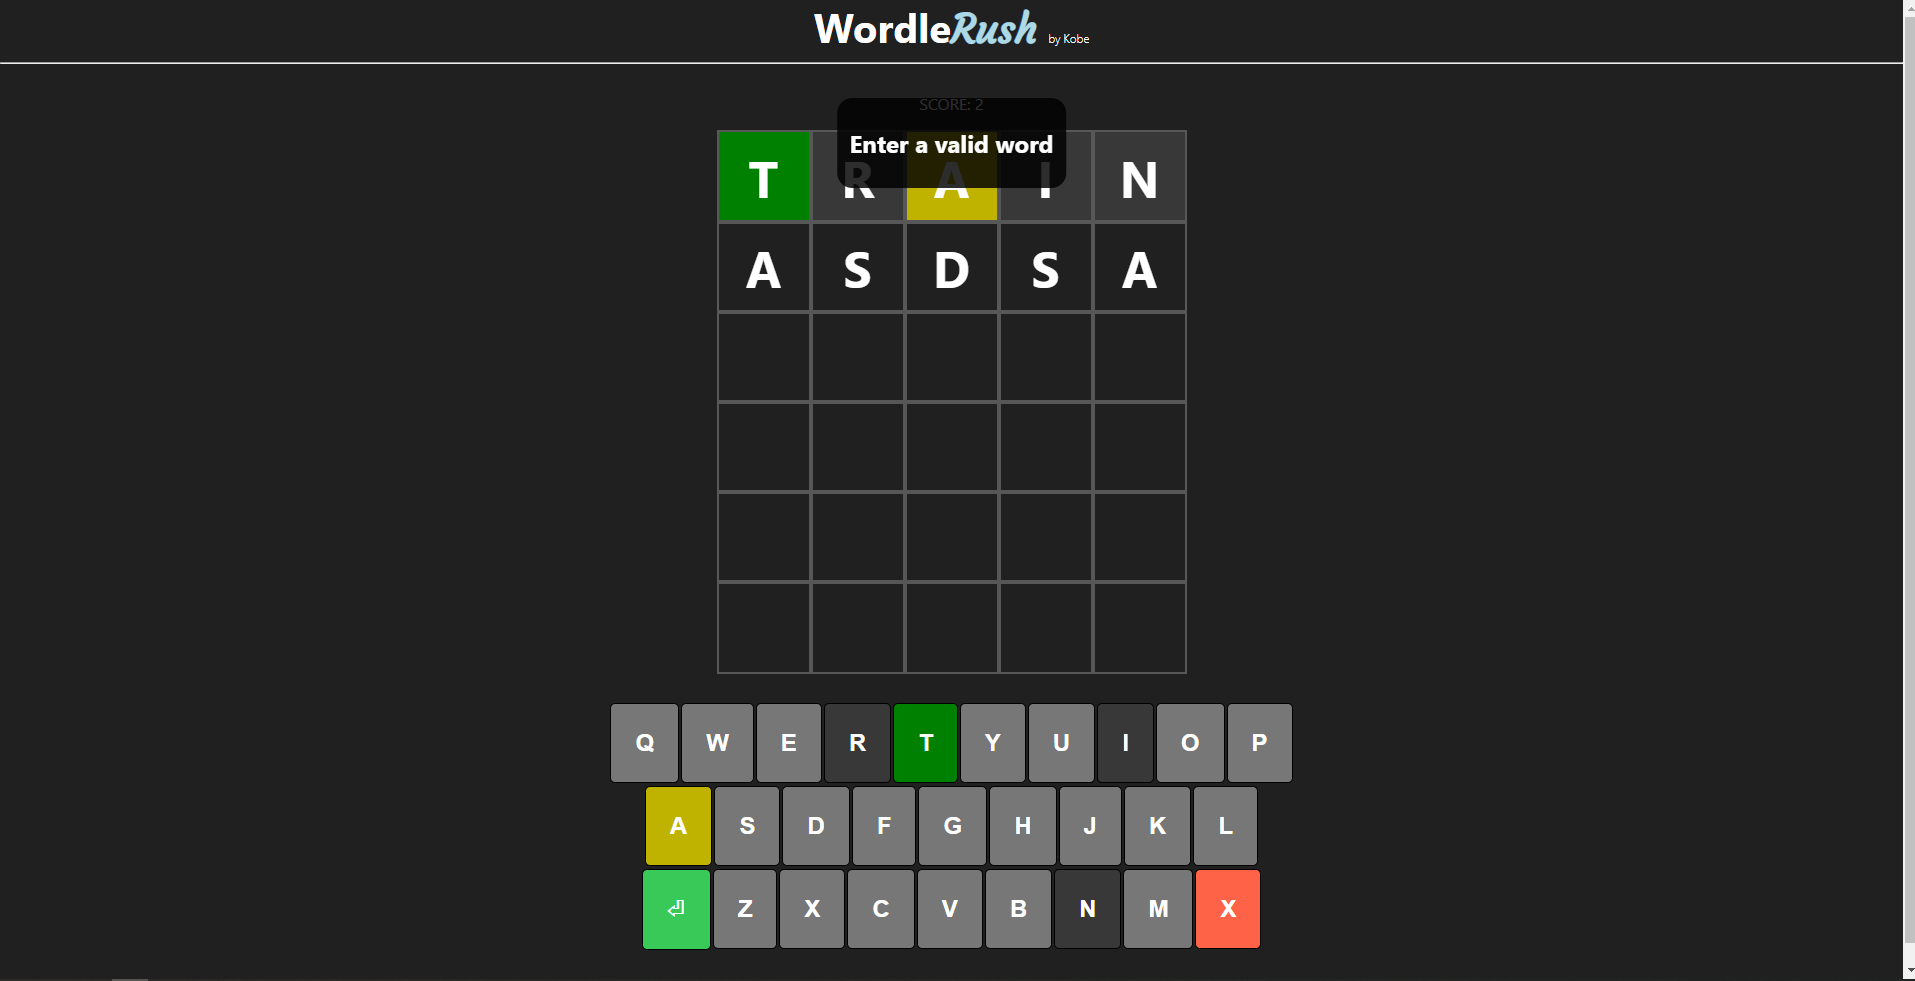 WordleRush by Kobe
SCORE: 2
Enter a valid word
T R A I N
A S D S A
Q W E R T Y U I O P
A S D F G H J K L
⏎ Z X C V B N M X